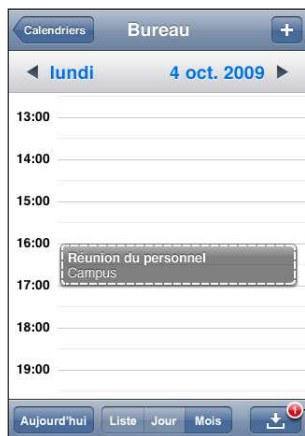 Calendriers Bureau +
lundi 4 oct. 2009
13:00
14:00
15:00
16:00
Réunion du personnel
Campus
17:00
18:00
19:00
Aujourd'hui Liste Jour Mois 1